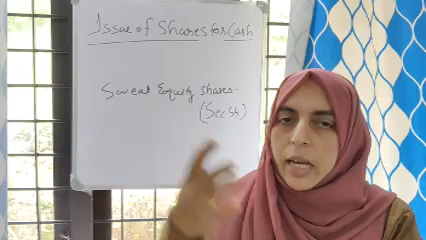 Issue of Shares for Cash
Sweat Equity Shares-
(Sec 54)